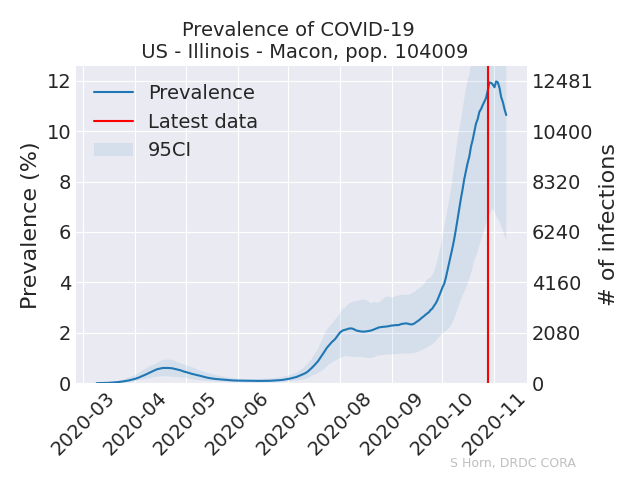 Prevalence of COVID-19
US - Illinois - Macon, pop. 104009
Prevalence
Latest data
95CI
Prevalence (%)
12
10
8
6
4
2
0
12481
10400
8320
6240
4160
2080
0
# of infections
2020-03
2020-04
2020-05
2020-06
2020-07
2020-08
2020-09
2020-10
2020-11
S Horn, DRDC CORA